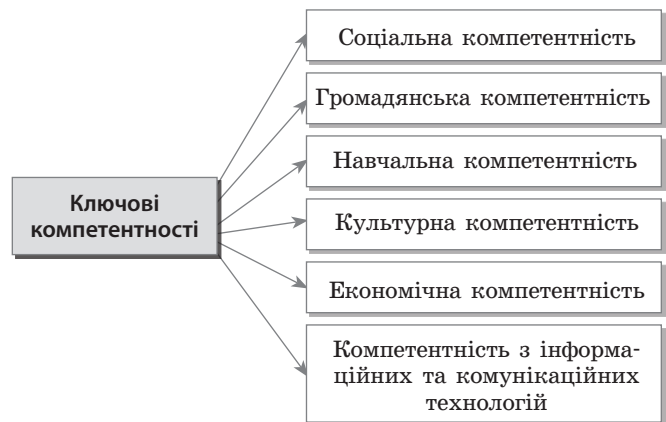 Соціальна компетентність
Громадянська компетентність
Навчальна компетентність
Ключові
компетентності
Культурна компетентність
Економічна компетентність
Компетентність з інформа-
ційних та комунікаційних
технологій